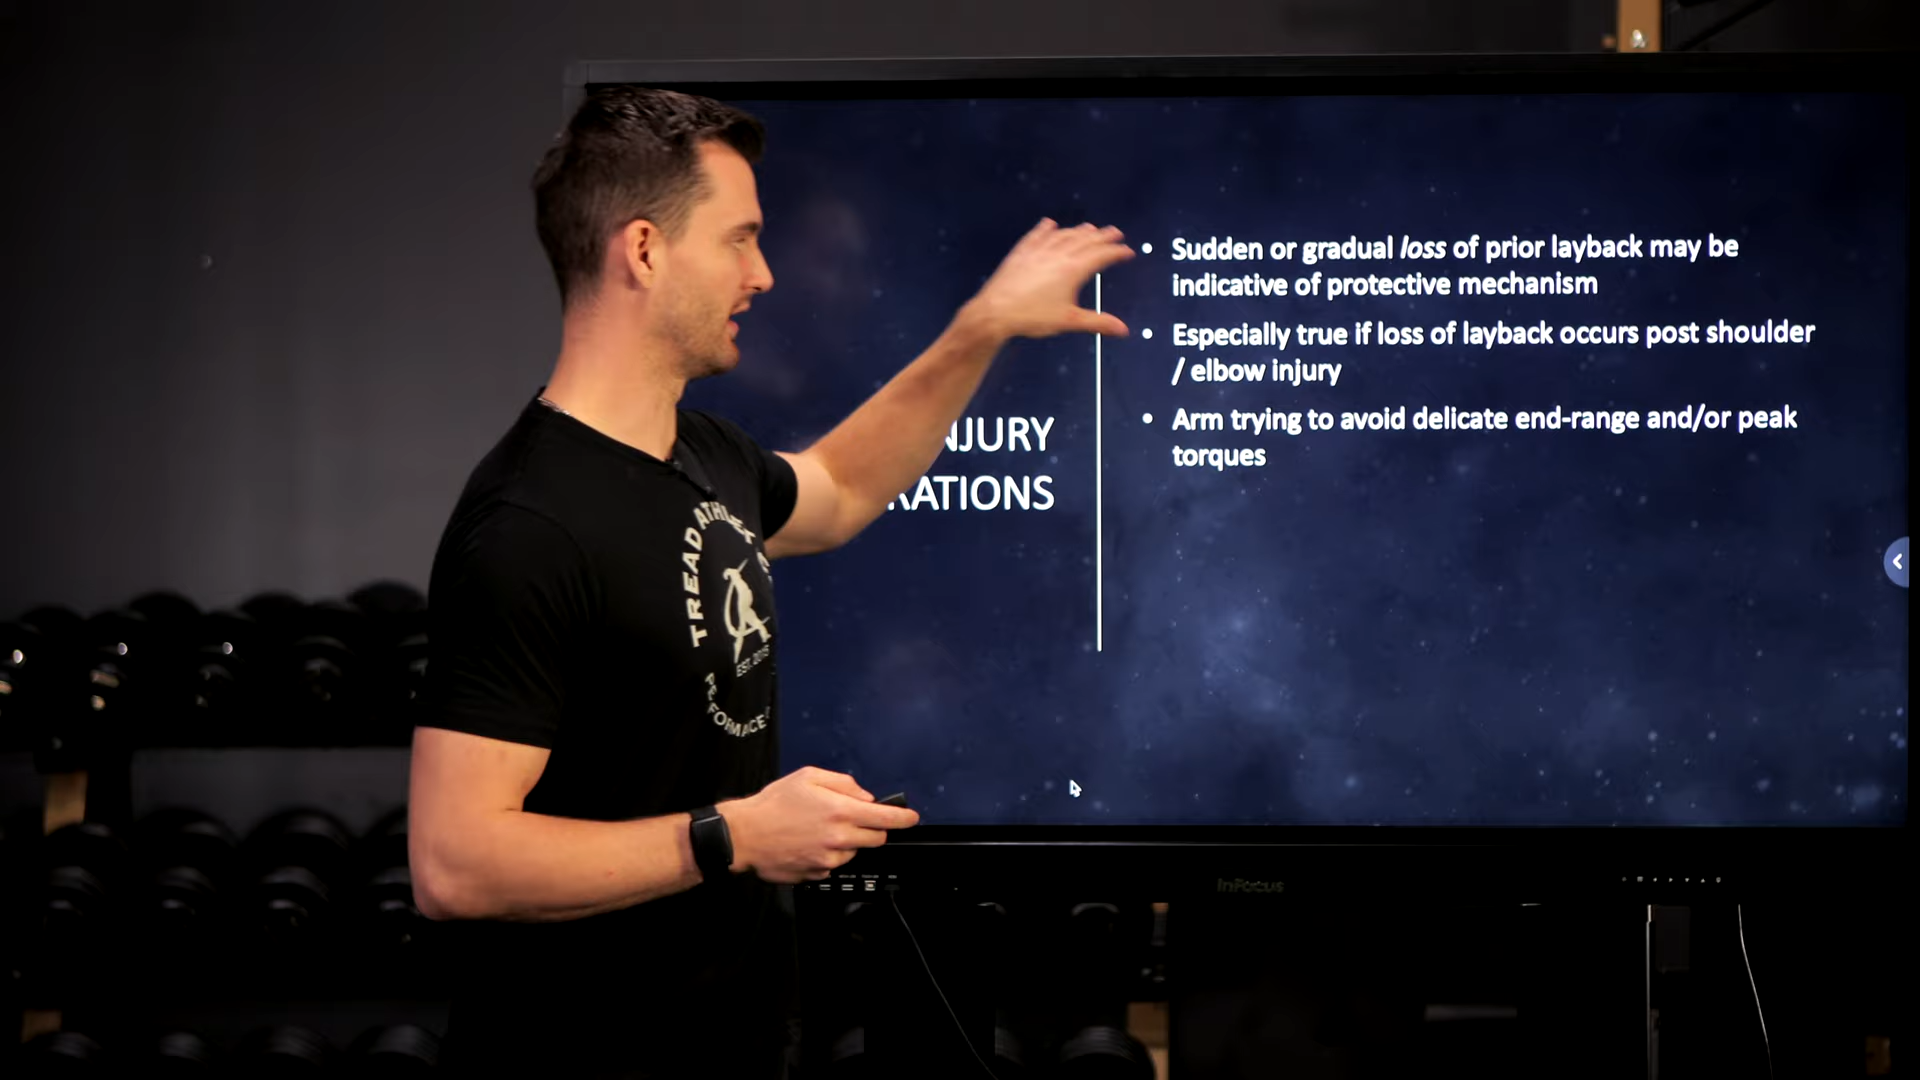 • Sudden or gradual loss of prior layback may be
indicative of protective mechanism
• Especially true if loss of layback occurs post shoulder
/ elbow injury
• Arm trying to avoid delicate end-range and/or peak
torques
NJURY
RATIONS
TREAD ATHLET
EST. 2015
PERFORMANCE
InFocus